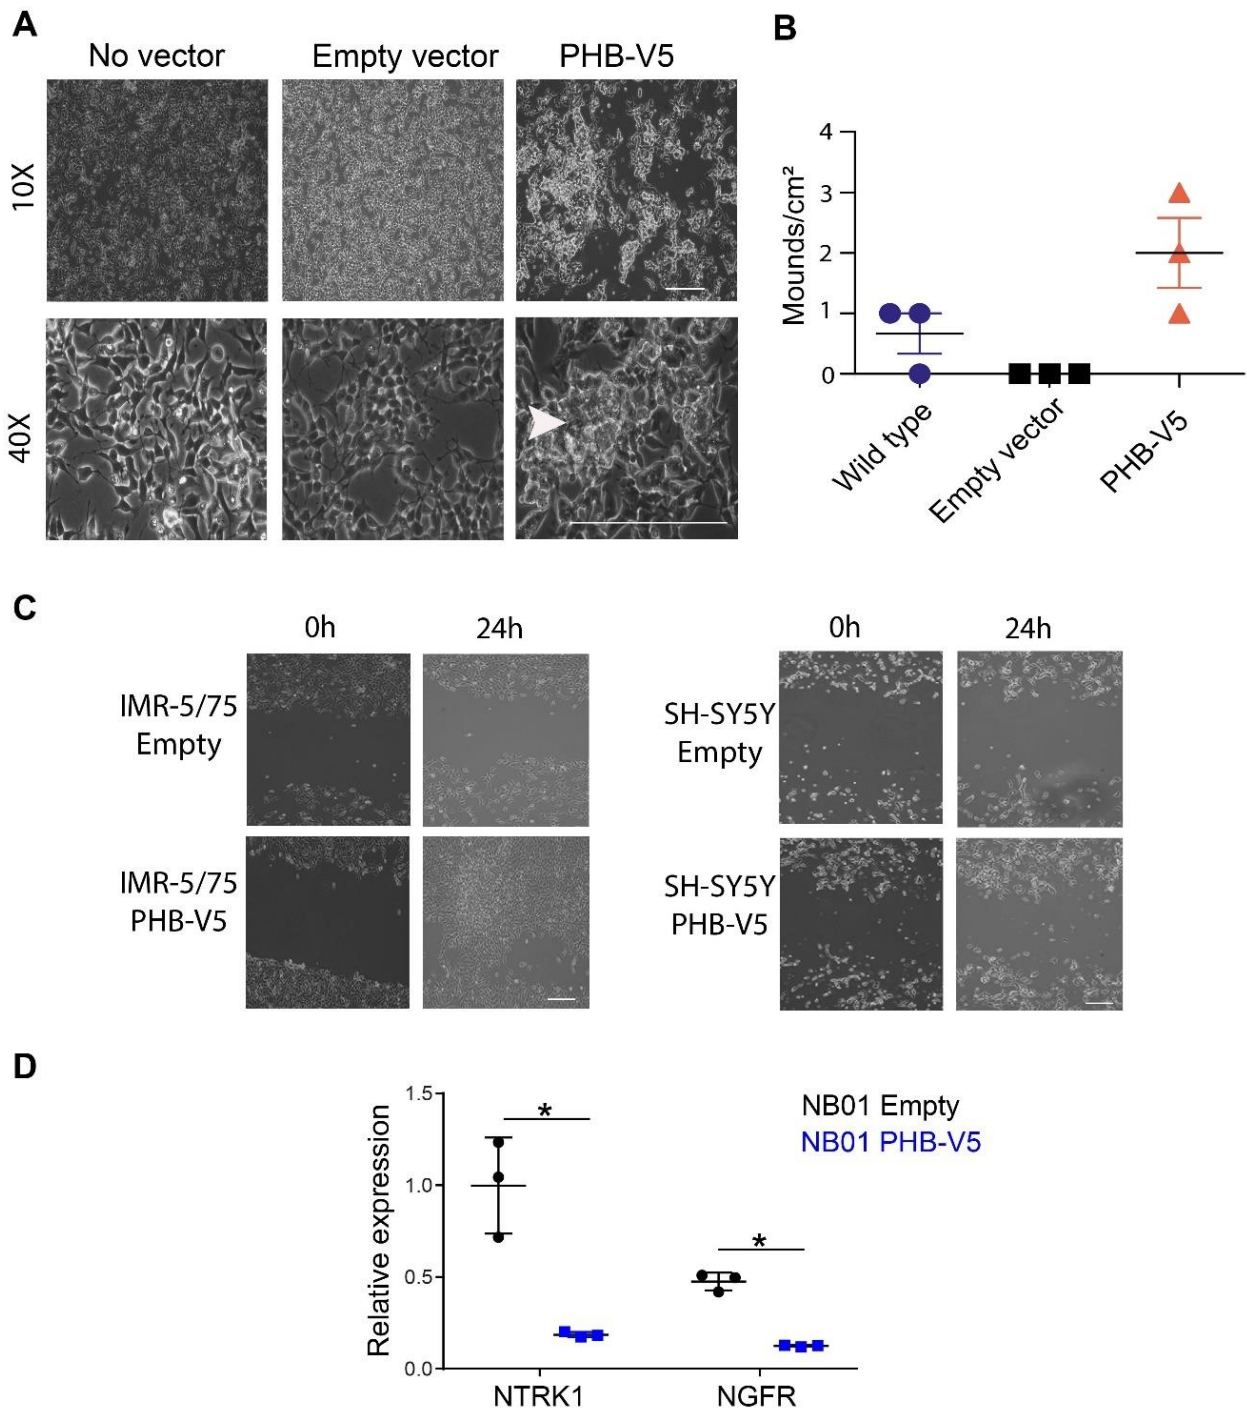 A
No vector
Empty vector
PHB-V5
10X
40X
B
Mounds/cm²
4
3
2
1
0
Wild type
Empty vector
PHB-V5
C
0h
24h
IMR-5/75
Empty
IMR-5/75
PHB-V5
0h
24h
SH-SY5Y
Empty
SH-SY5Y
PHB-V5
D
Relative expression
1.5
1.0
0.5
0.0
*
*
NB01 Empty
NB01 PHB-V5
NTRK1
NGFR